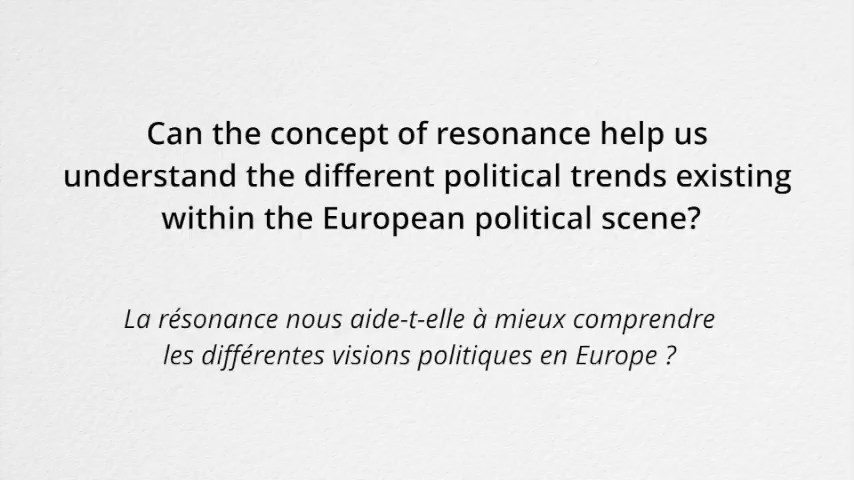 Can the concept of resonance help us
understand the different political trends existing
within the European political scene?
La résonance nous aide-t-elle à mieux comprendre
les différentes visions politiques en Europe ?